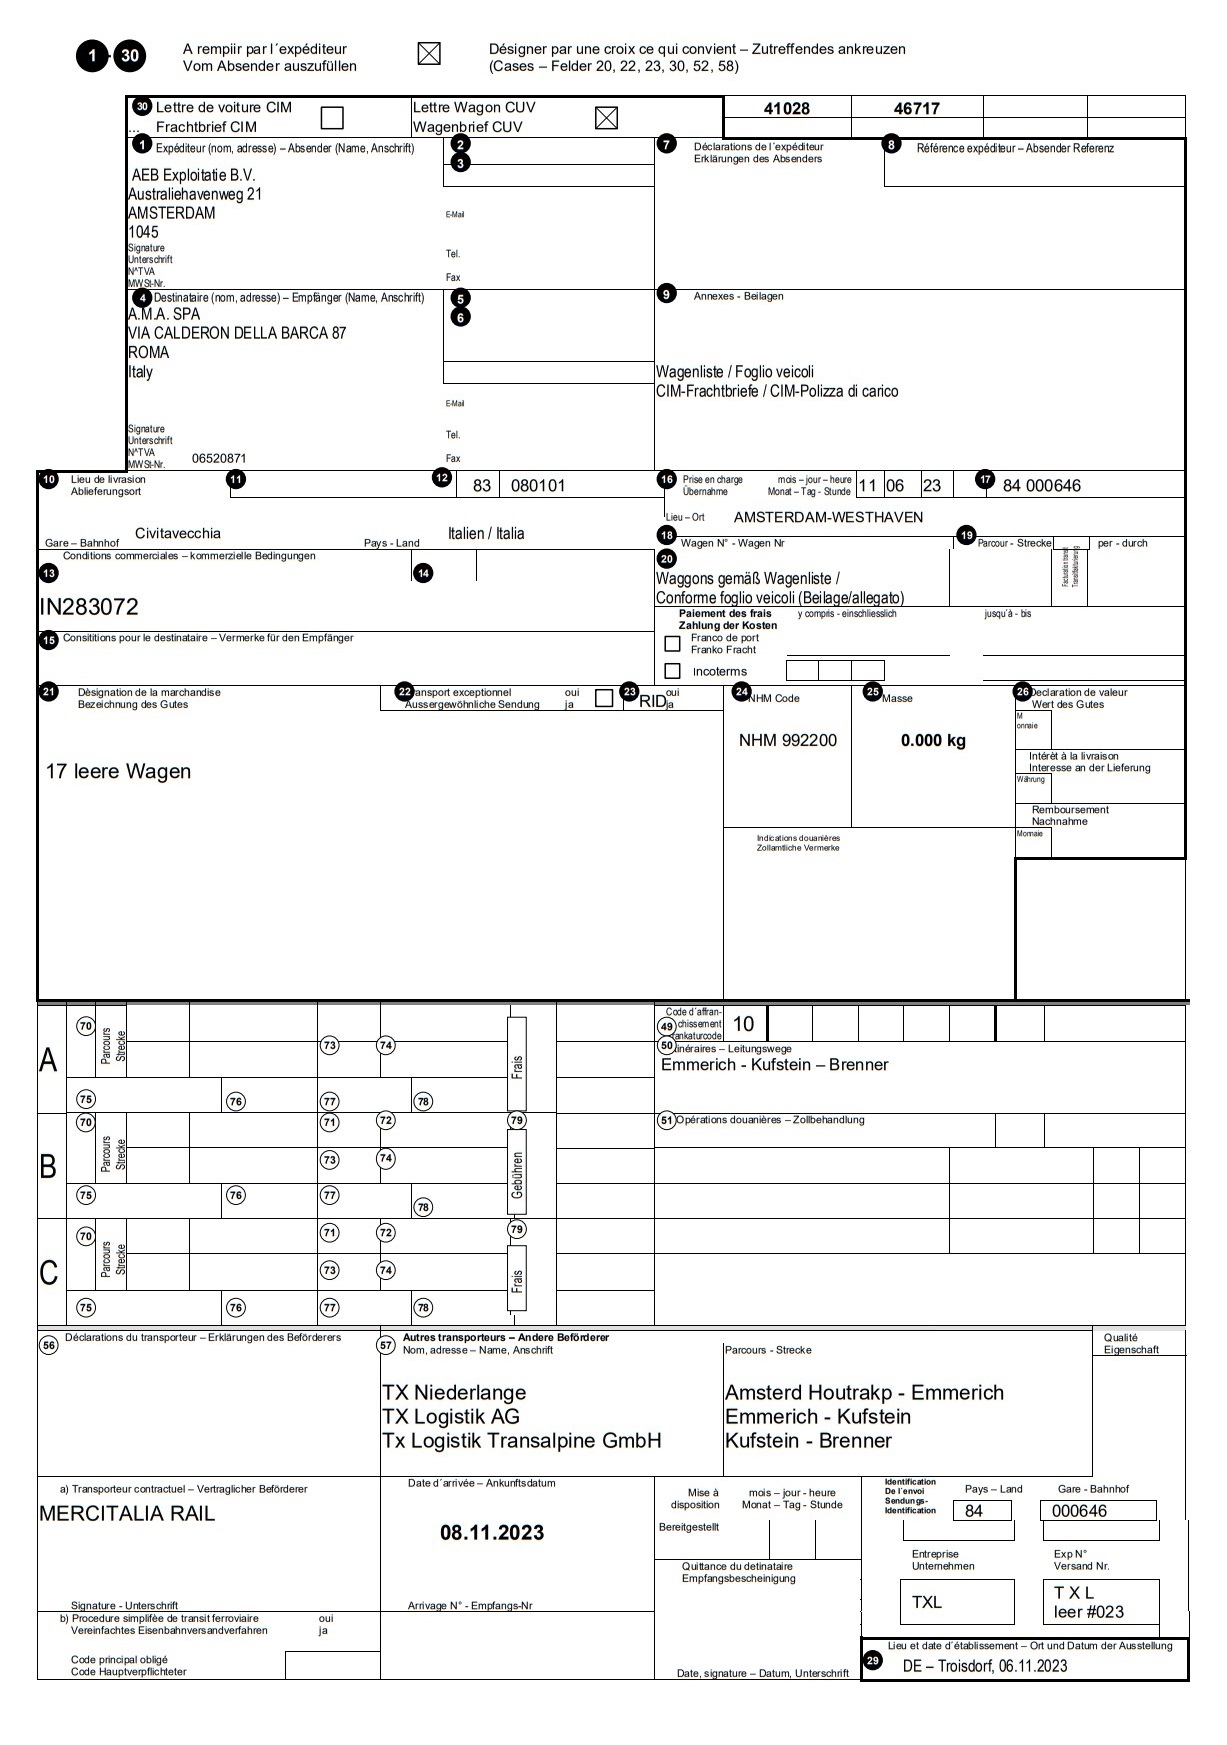 1 - 30
A rempiir par l´expéditeur
Vom Absender auszufüllen
Désigner par une croix ce qui convient – Zutreffendes ankreuzen
(Cases – Felder 20, 22, 23, 30, 52, 58)
30 Lettre de voiture CIM
... Frachtbrief CIM
Lettre Wagon CUV
Wagenbrief CUV
41028 46717
1 Expéditeur (nom, adresse) – Absender (Name, Anschrift)
2
3
AEB Exploitatie B.V.
Australiehavenweg 21
AMSTERDAM
1045
Signature
Unterschrift
N^TVA
MWSt-Nr.
E-Mail
Tel.
Fax
7 Déclarations de l´expéditeur
Erklärungen des Absenders
8 Référence expéditeur – Absender Referenz
4 Destinataire (nom, adresse) – Empfänger (Name, Anschrift)
5
6
A.M.A. SPA
VIA CALDERON DELLA BARCA 87
ROMA
Italy
E-Mail
Signature
Unterschrift
N^TVA
MWSt-Nr. 06520871
Tel.
Fax
9 Annexes - Beilagen
Wagenliste / Foglio veicoli
CIM-Frachtbriefe / CIM-Polizza di carico
10 Lieu de livrasion
Ablieferungsort
11
12 83 080101
Civitavecchia Italien / Italia
Gare – Bahnhof Pays - Land
16 Prise en charge mois – jour – heure
Übernahme Monat – Tag - Stunde
11 06 23
17 84 000646
Lieu – Ort AMSTERDAM-WESTHAVEN
Conditions commerciales – kommerzielle Bedingungen
13
14
IN283072
18 Wagen N° - Wagen Nr
19 Parcour - Strecke
per - durch
Facturation transit
Transitfakturierung
20
Waggons gemäß Wagenliste /
Conforme foglio veicoli (Beilage/allegato)
Paiement des frais
Zahlung der Kosten
y compris - einschliesslich
jusqu´à - bis
Franco de port
Franko Fracht
Incoterms
15 Consititions pour le destinataire – Vermerke für den Empfänger
21 Dèsignation de la marchandise
Bezeichnung des Gutes
22 ransport exceptionnel oui
Aussergewöhnliche Sendung ja
23 RID oui
ja
24 NHM Code
25 Masse
26 Declaration de valeur
Wert des Gutes
NHM 992200
0.000 kg
17 leere Wagen
M
onnaie
Intérèt à la livraison
Interesse an der Lieferung
Währung
Remboursement
Nachnahme
Monnaie
Indications douanières
Zollamtliche Vermerke
A
70
Parcours
Strecke
73
74
75
76
77
78
Frais
49
Code d´affran-
chissement
rankaturcode
10
50
inéraires – Leitungswege
Emmerich - Kufstein – Brenner
B
70
Parcours
Strecke
71
72
79
73
74
75
76
77
78
Gebühren
51 Opérations douanières – Zollbehandlung
C
70
Parcours
Strecke
71
72
79
73
74
75
76
77
78
Frais
56 Déclarations du transporteur – Erklärungen des Beförderers
57 Autres transporteurs – Andere Beförderer
Nom, adresse – Name, Anschrift
Parcours - Strecke
Qualité
Eigenschaft
TX Niederlange Amsterd Houtrakp - Emmerich
TX Logistik AG Emmerich - Kufstein
Tx Logistik Transalpine GmbH Kufstein - Brenner
a) Transporteur contractuel – Vertraglicher Beförderer
MERCITALIA RAIL
Signature - Unterschrift
Date d´arrivée – Ankunftsdatum
08.11.2023
Arrivage N° - Empfangs-Nr
Mise à mois – jour - heure
disposition Monat – Tag - Stunde
Bereitgestellt
Quittance du detinataire
Empfangsbescheinigung
Identification
De l´envoi
Sendungs-
Identification
Pays – Land Gare - Bahnhof
84 000646
Entreprise
Unternehmen
Exp N°
Versand Nr.
TXL
T X L
leer #023
b) Procedure simplifèe de transit ferroviaire oui
Vereinfachtes Eisenbahnversandverfahren ja
Code principal obligé
Code Hauptverpflichteter
Date, signature – Datum, Unterschrift
Lieu et date d´établissement – Ort und Datum der Ausstellung
29 DE – Troisdorf, 06.11.2023